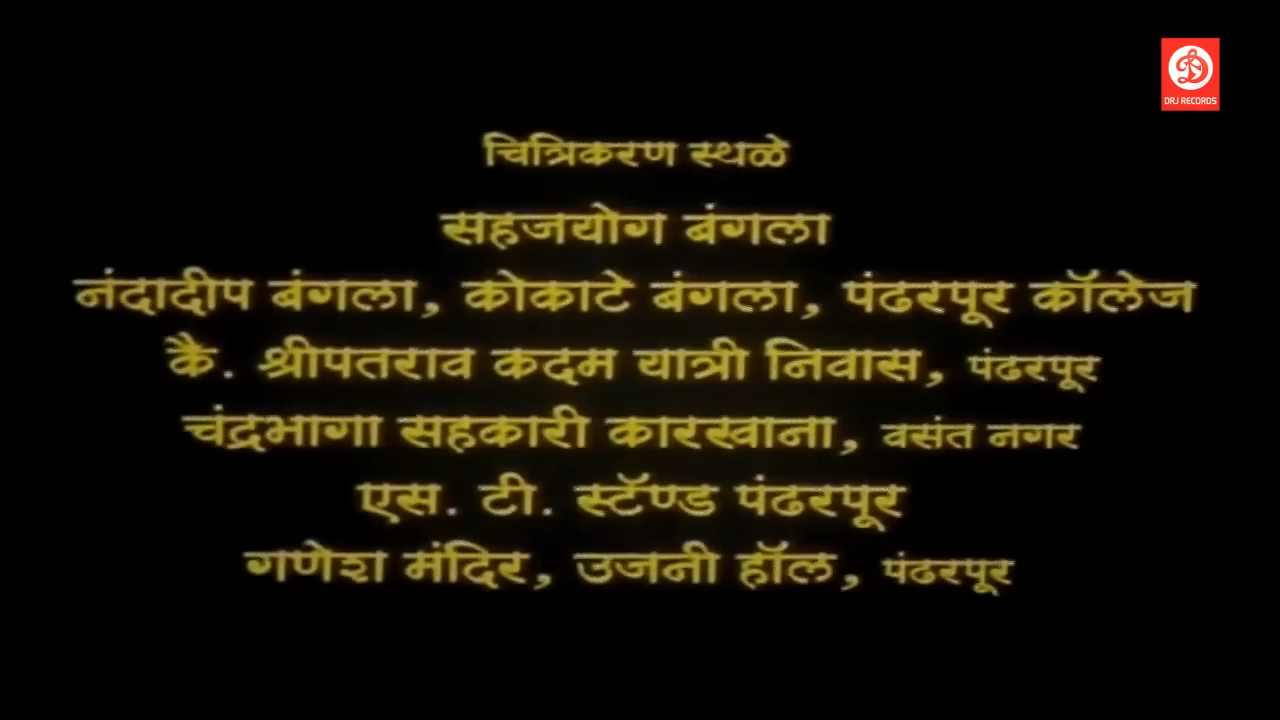 DRJ RECORDS
चित्रिकरण स्थळे
सहजयोग बंगला
नंदादीप बंगला, कोकाटे बंगला, पंढरपूर कॉलेज
कै. श्रीपतराव कदम यात्री निवास, पंढरपूर
चंद्रभागा सहकारी कारखाना, वसंत नगर
एस. टी. स्टॅण्ड पंढरपूर
गणेश मंदिर, उजनी हॉल, पंढरपूर